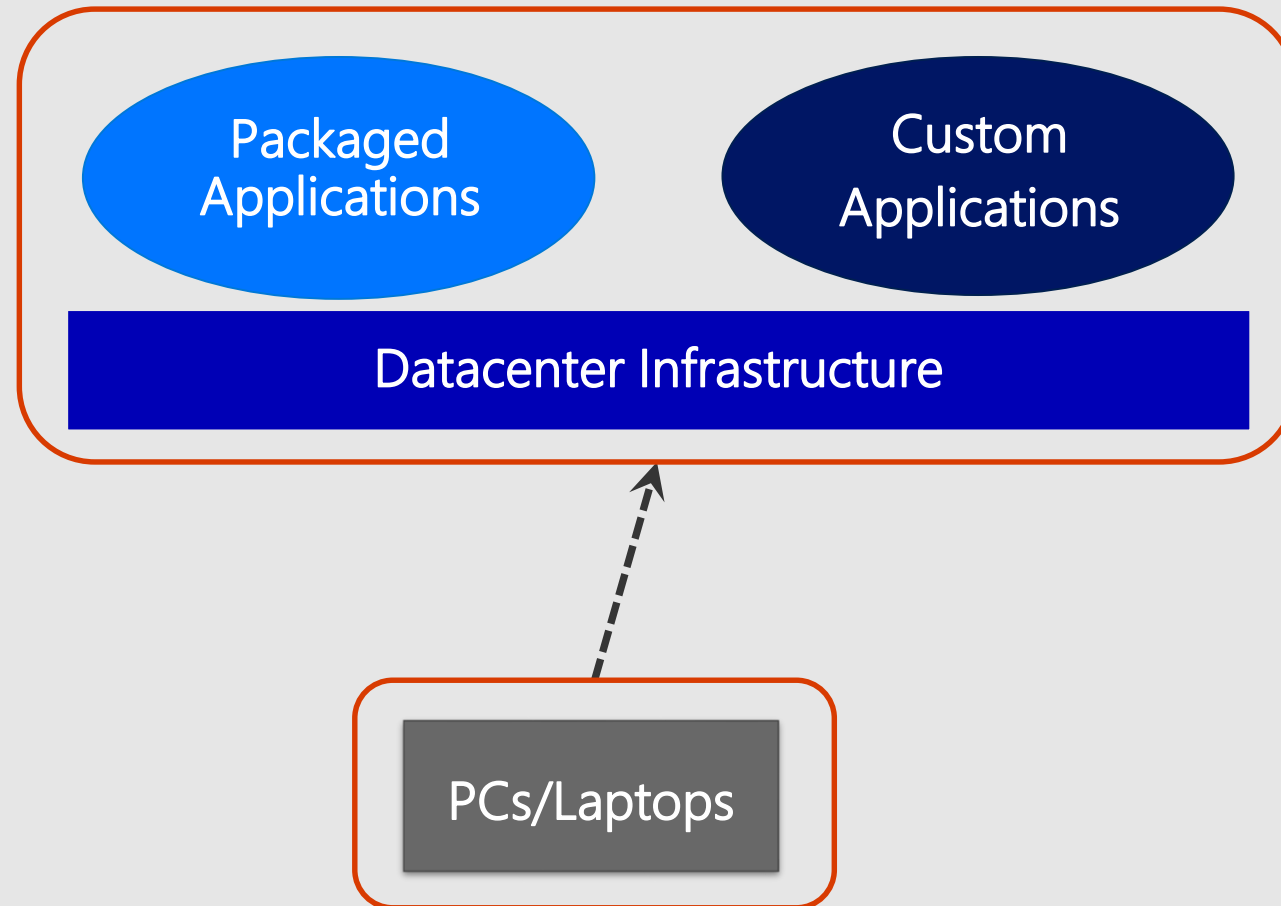 Packaged
Applications
Custom
Applications
Datacenter Infrastructure
PCs/Laptops